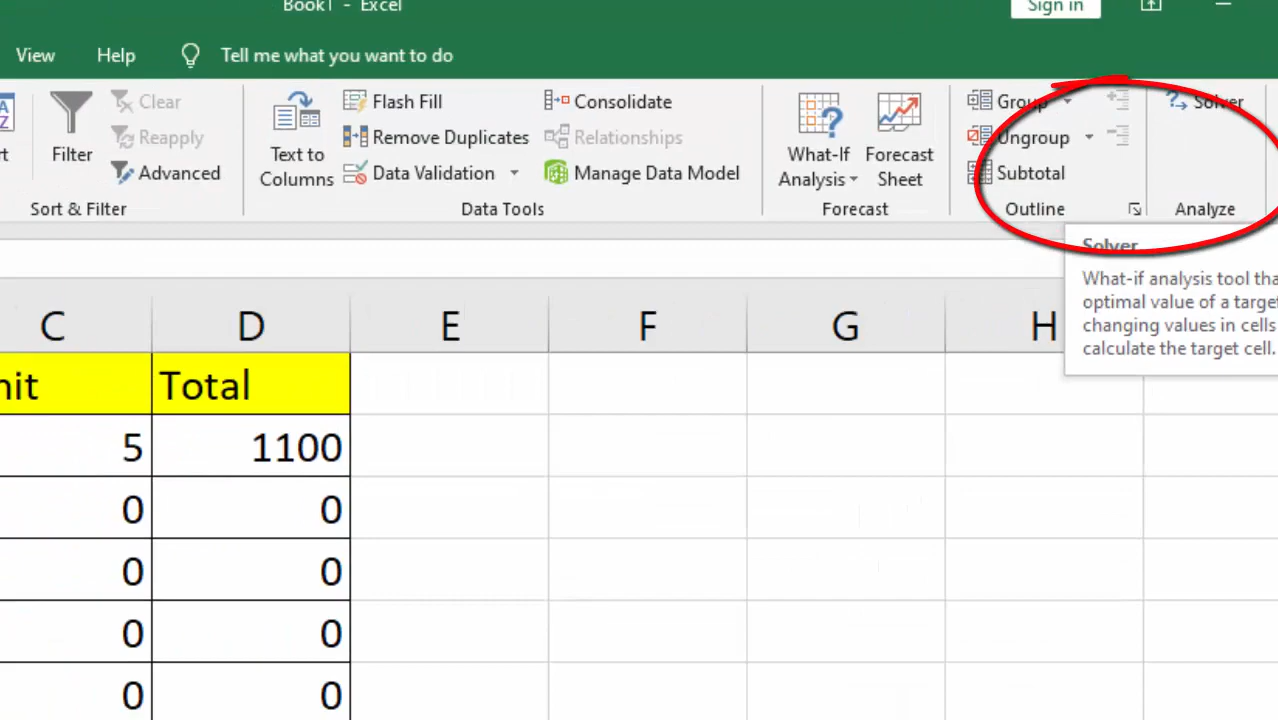 Book1 - Excel
Sign in
View Help Tell me what you want to do
Clear
Flash Fill
Consolidate
Group
Solver
Reapply
Remove Duplicates
Relationships
Ungroup
Filter
Text to Columns
What-If Analysis
Forecast Sheet
Advanced
Data Validation
Manage Data Model
Subtotal
Sort & Filter
Data Tools
Forecast
Outline
Analyze
Solver
What-if analysis tool
optimal value of a target
changing values in cells
calculate the target cell.
C D E F G H
Total
5 1100
0 0
0 0
0 0
0 0